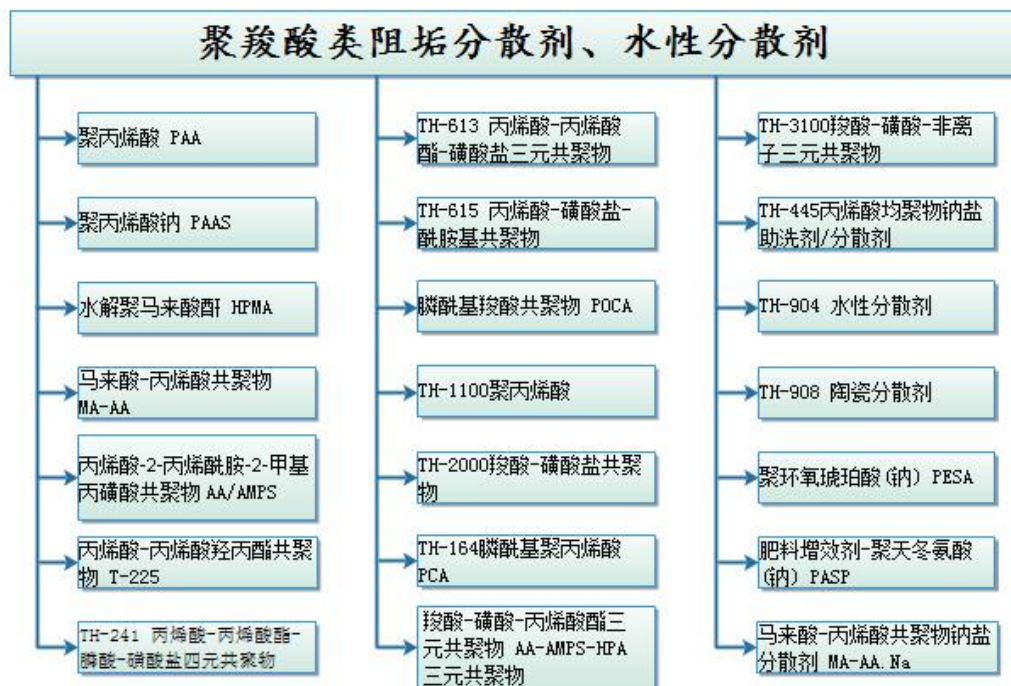 聚羧酸类阻垢分散剂、水性分散剂
聚丙烯酸 PAA
聚丙烯酸钠 PAAS
水解聚马来酸酐 HPMA
马来酸-丙烯酸共聚物
MA-AA
丙烯酸-2-丙烯酰胺-2-甲基
丙磺酸共聚物 AA/AMPS
丙烯酸-丙烯酸羟丙酯共聚
物 T-225
TH-241 丙烯酸-丙烯酸酯-
膦酸-磺酸盐四元共聚物
TH-613 丙烯酸-丙烯酸
酯-磺酸盐三元共聚物
TH-615 丙烯酸-磺酸盐-
酰胺基共聚物
膦酰基羧酸共聚物 POCA
TH-1100聚丙烯酸
TH-2000羧酸-磺酸盐共聚
物
TH-164膦酰基聚丙烯酸
PCA
羧酸-磺酸-丙烯酸酯三
元共聚物 AA-AMPS-HPA
三元共聚物
TH-3100羧酸-磺酸-非离
子三元共聚物
TH-445丙烯酸均聚物钠盐
助洗剂/分散剂
TH-904 水性分散剂
TH-908 陶瓷分散剂
聚环氧琥珀酸(钠) PESA
肥料增效剂-聚天冬氨酸
(钠) PASP
马来酸-丙烯酸共聚物钠盐
分散剂 MA-AA.Na